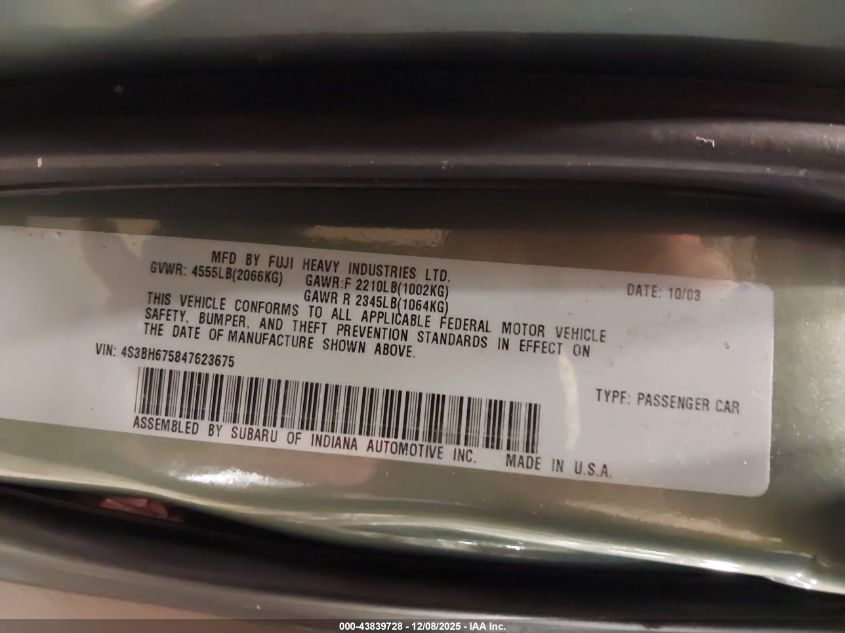 MFD BY FUJI HEAVY INDUSTRIES LTD.
GVWR: 4555LB(2066KG) GAWR:F 2210LB(1002KG) DATE: 10/03
GAWR R 2345LB(1064KG)
THIS VEHICLE CONFORMS TO ALL APPLICABLE FEDERAL MOTOR VEHICLE
SAFETY, BUMPER, AND THEFT PREVENTION STANDARDS IN EFFECT ON
THE DATE OF MANUFACTURE SHOWN ABOVE.
VIN: 4S3BH675847623675
TYPE: PASSENGER CAR
ASSEMBLED BY SUBARU OF INDIANA AUTOMOTIVE INC. MADE IN U.S.A.
000-43839728 - 12/08/2025 - IAA Inc.